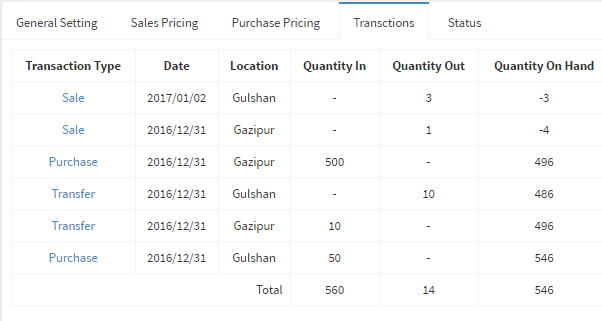 General Setting Sales Pricing Purchase Pricing Transctions Status
Transaction Type Date Location Quantity In Quantity Out Quantity On Hand
Sale 2017/01/02 Gulshan - 3 -3
Sale 2016/12/31 Gazipur - 1 -4
Purchase 2016/12/31 Gazipur 500 - 496
Transfer 2016/12/31 Gulshan - 10 486
Transfer 2016/12/31 Gazipur 10 - 496
Purchase 2016/12/31 Gulshan 50 - 546
Total 560 14 546